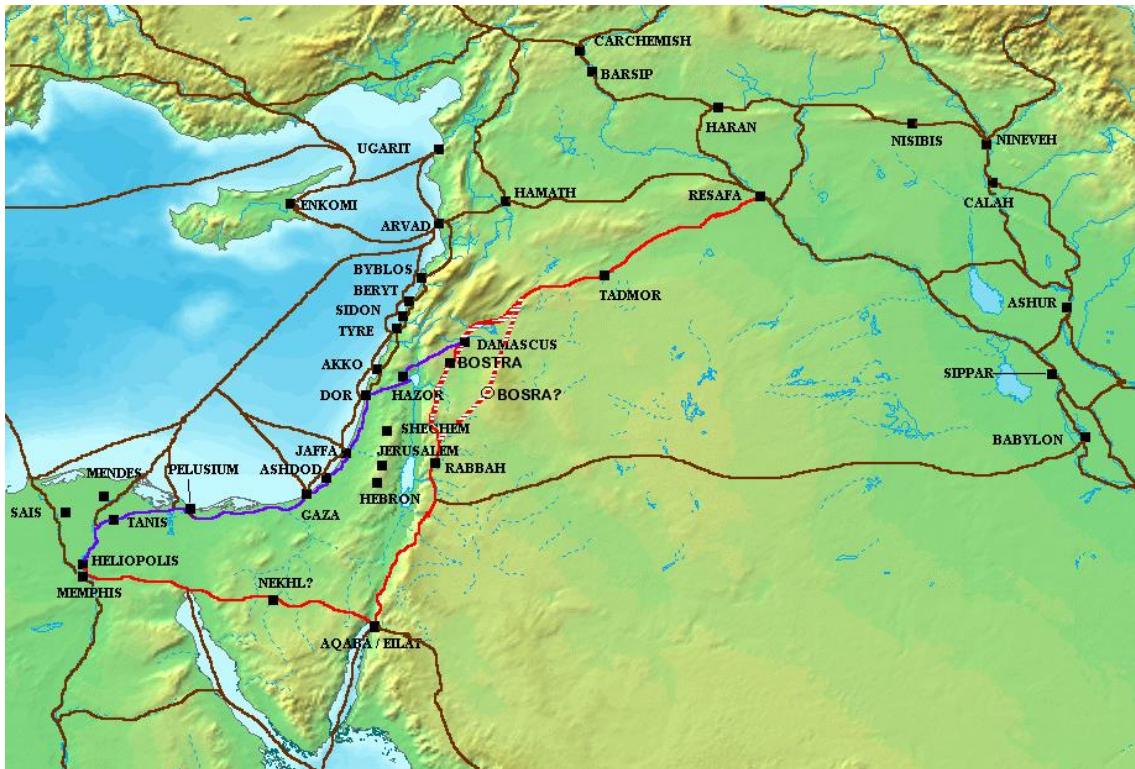 CARCHEMISH
BARSIP
HARAN
NISIBIS
NINEVEH
UGARIT
HAMATH
RESAFA
CALAH
ENKOMI
ARVAD
BYBLOS
BERYT
SIDON
TYRE
TADMOR
ASHUR
DAMASCUS
BOSTRA
AKKO
SIPPAR
DOR
HAZOR
BOSRA?
SHECHEM
JAFFA
JERUSALEM
BABYLON
MENDES
PELUSIUM
ASHDOD
RABBAH
HEBRON
SAIS
TANIS
GAZA
HELIOPOLIS
MEMPHIS
NEKHL?
AQABA / EILAT